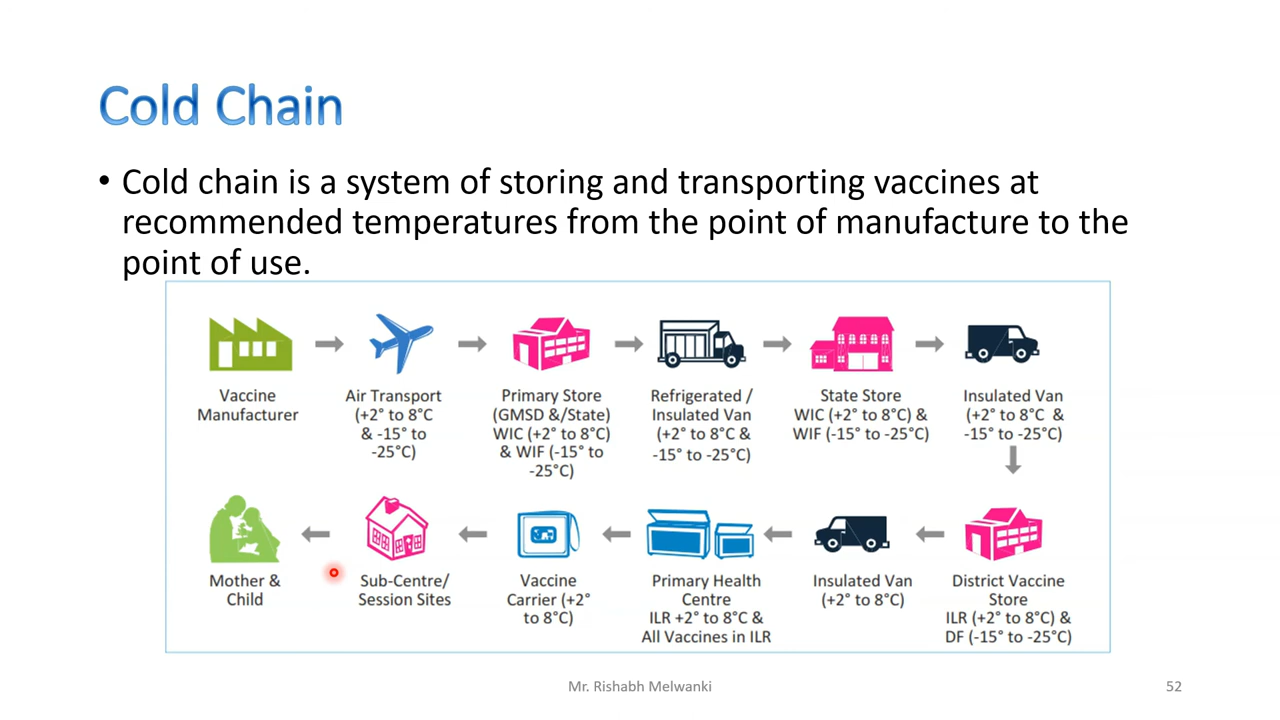 Cold Chain
• Cold chain is a system of storing and transporting vaccines at
recommended temperatures from the point of manufacture to the
point of use.
Vaccine
Manufacturer
Air Transport
(+2° to 8°C
& -15° to
-25°C)
Primary Store
(GMSD &/State)
WIC (+2° to 8°C)
& WIF (-15° to
-25°C)
Refrigerated /
Insulated Van
(+2° to 8°C &
-15° to -25°C)
State Store
WIC (+2° to 8°C) &
WIF (-15° to -25°C)
Insulated Van
(+2° to 8°C &
-15° to -25°C)
Mother &
Child
Sub-Centre/
Session Sites
Vaccine
Carrier (+2°
to 8°C)
Primary Health
Centre
ILR +2° to 8°C &
All Vaccines in ILR
Insulated Van
(+2° to 8°C)
District Vaccine
Store
ILR (+2° to 8°C) &
DF (-15° to -25°C)
Mr. Rishabh Melwanki
52